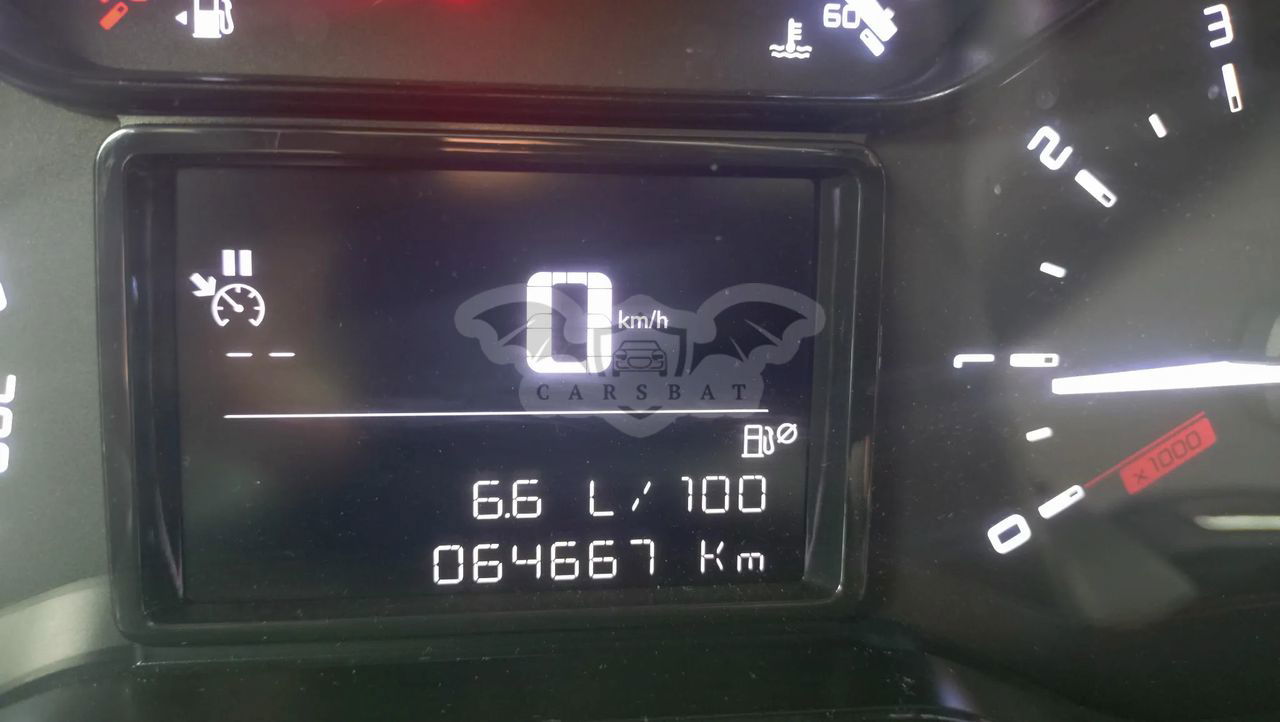 60
3
2
0 km/h
CARSBAT
1
-- --
x1000
6.6 L/100
0
064667 Km